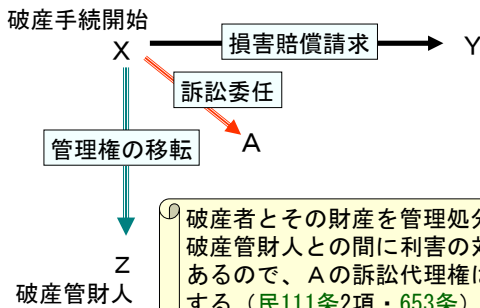 破産手続開始
X
損害賠償請求
Y
訴訟委任
A
管理権の移転
Z
破産管財人
破産者とその財産を管理処分
破産管財人との間に利害の対
あるので、Aの訴訟代理権は
する（民111条2項・653条）